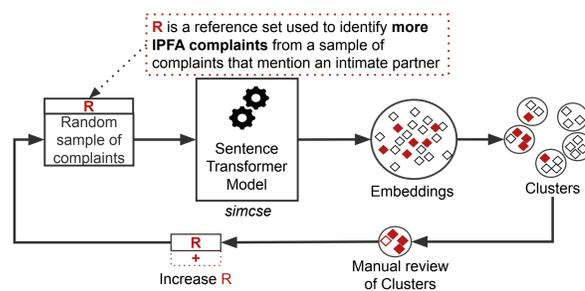 R is a reference set used to identify more
IPFA complaints from a sample of
complaints that mention an intimate partner
R
Random
sample of
complaints
Sentence
Transformer
Model
simcse
Embeddings
Clusters
R
+
Increase R
Manual review
of Clusters